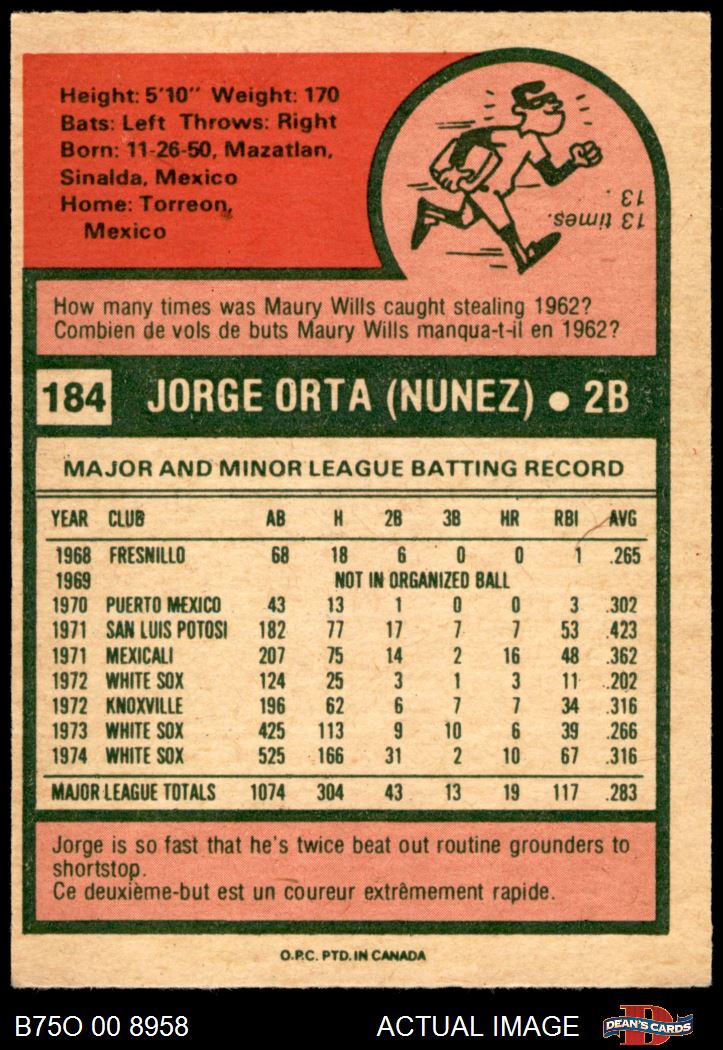 Height: 5'10" Weight: 170
Bats: Left Throws: Right
Born: 11-26-50, Mazatlan,
Sinalda, Mexico
Home: Torreon,
Mexico
13 times.
13 .
How many times was Maury Wills caught stealing 1962?
Combien de vols de buts Maury Wills manqua-t-il en 1962?
184 JORGE ORTA (NUNEZ) ● 2B
MAJOR AND MINOR LEAGUE BATTING RECORD
YEAR CLUB AB H 2B 3B HR RBI AVG
1968 FRESNILLO 68 18 6 0 0 1 .265
1969 NOT IN ORGANIZED BALL
1970 PUERTO MEXICO 43 13 1 0 0 3 .302
1971 SAN LUIS POTOSI 182 77 17 7 7 53 .423
1971 MEXICALI 207 75 14 2 16 48 .362
1972 WHITE SOX 124 25 3 1 3 11 .202
1972 KNOXVILLE 196 62 6 7 7 34 .316
1973 WHITE SOX 425 113 9 10 6 39 .266
1974 WHITE SOX 525 166 31 2 10 67 .316
MAJOR LEAGUE TOTALS 1074 304 43 13 19 117 .283
Jorge is so fast that he's twice beat out routine grounders to
shortstop.
Ce deuxième-but est un coureur extrêmement rapide.
O.P.C. PTD. IN CANADA
B75O 00 8958 ACTUAL IMAGE D DEAN'S CARDS